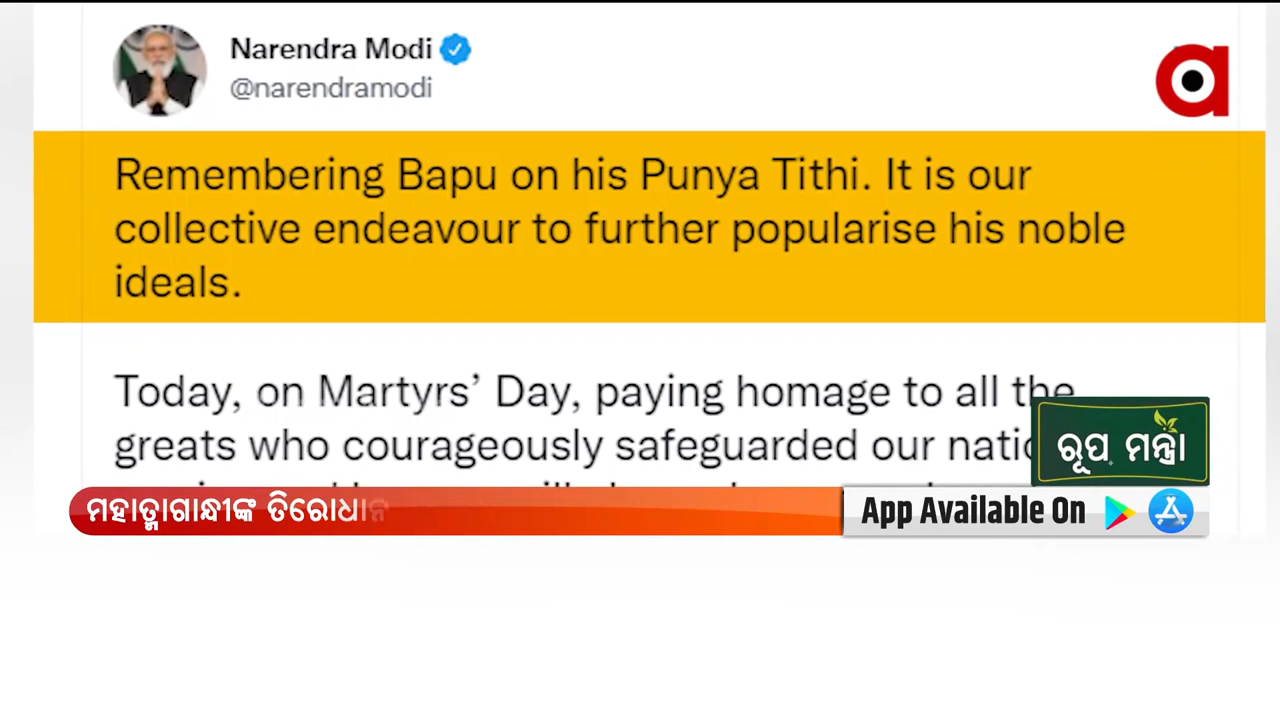 Narendra Modi
@narendramodi
Remembering Bapu on his Punya Tithi. It is our
collective endeavour to further popularise his noble
ideals.
Today, on Martyrs’ Day, paying homage to all the
greats who courageously safeguarded our
ରୂପ ମନ୍ତ୍ରା
ମହାତ୍ମାଗାନ୍ଧୀଙ୍କ ତିରୋଧାନ
App Available On